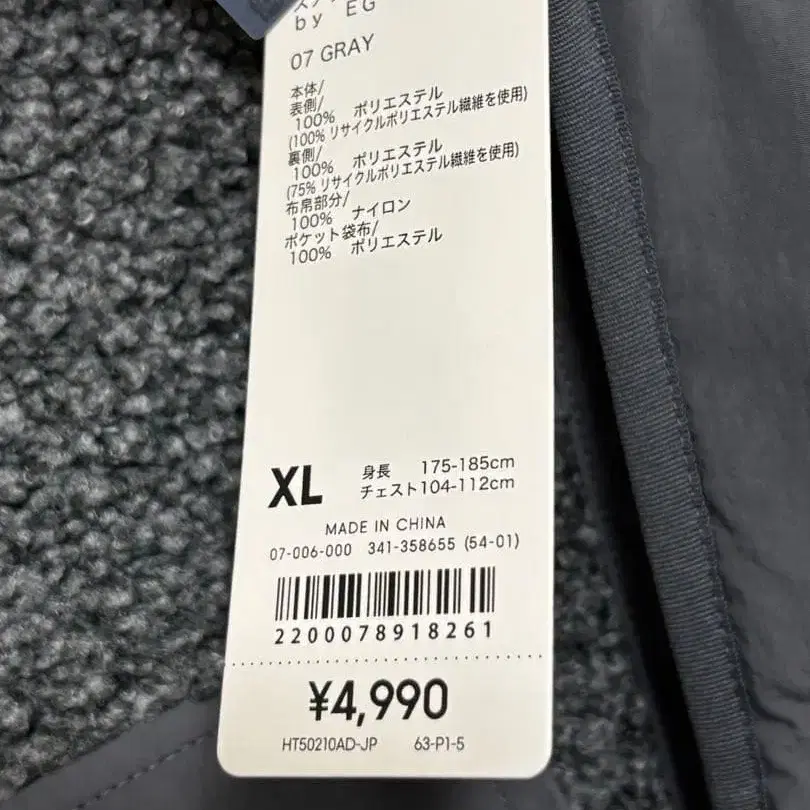 by EG
07 GRAY
本体/
表側/
100% ポリエステル
(100% リサイクルポリエステル繊維を使用)
裏側/
100% ポリエステル
(75% リサイクルポリエステル繊維を使用)
布帛部分/
100% ナイロン
ポケット袋布/
100% ポリエステル
XL 身長 175-185cm
チェスト104-112cm
MADE IN CHINA
07-006-000 341-358655 (54-01)
2200078918261
¥4,990
HT50210AD-JP 63-P1-5